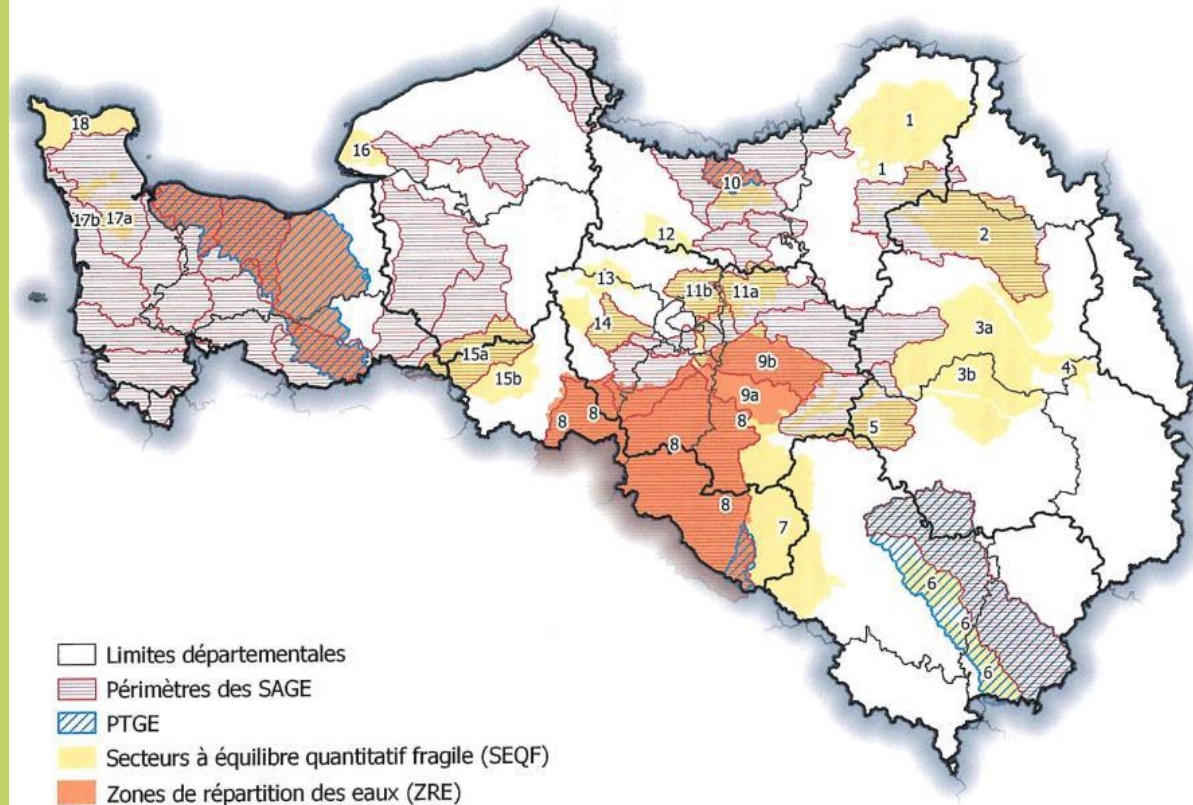 1
18
16
1
10
17b 17a
2
12
13
11b 11a
3a
14
15a
9b
3b
4
15b
9a
8 8
8
5
8
8
7
6
6
6
Limites départementales
Périmètres des SAGE
PTGE
Secteurs à équilibre quantitatif fragile (SEQF)
Zones de répartition des eaux (ZRE)